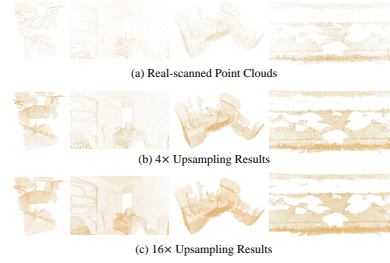 (a) Real-scanned Point Clouds
(b) 4× Upsampling Results
(c) 16× Upsampling Results